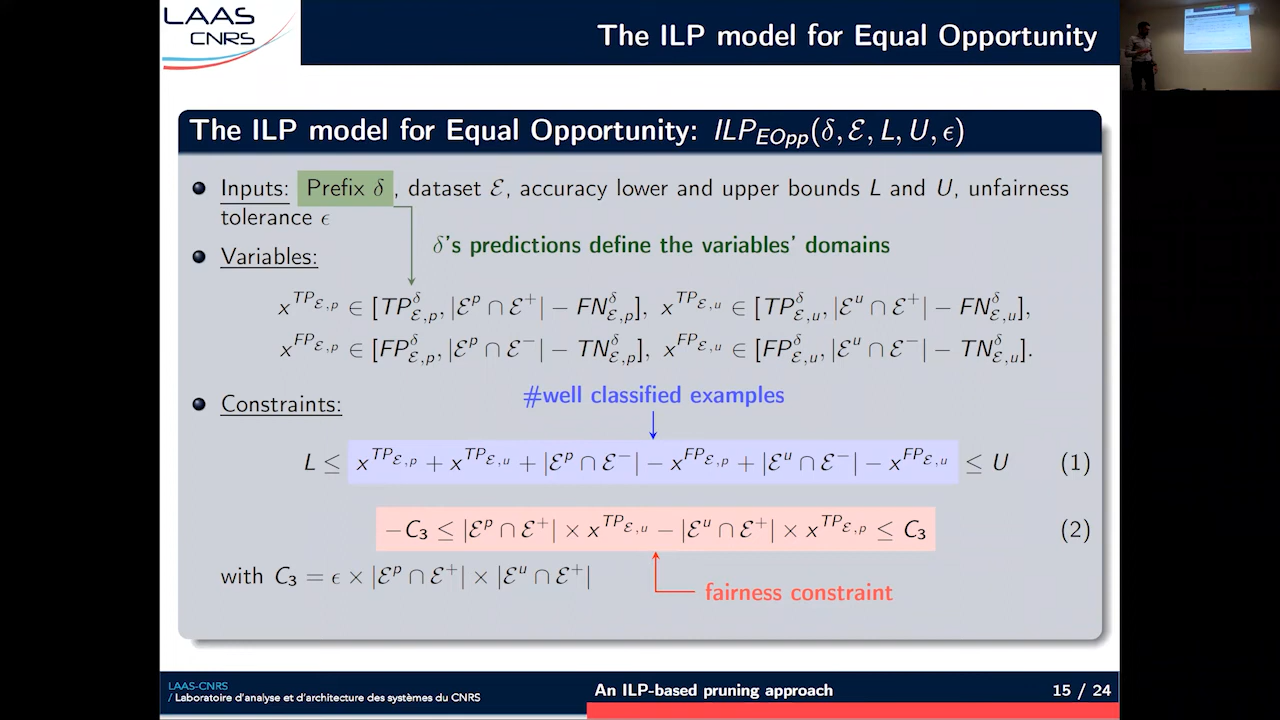 LAAS
CNRS
The ILP model for Equal Opportunity
The ILP model for Equal Opportunity: ILP_{EOpp}(δ, ℰ, L, U, ϵ)
Inputs: Prefix δ , dataset ℰ, accuracy lower and upper bounds L and U, unfairness
tolerance ϵ
δ's predictions define the variables' domains
Variables:
x^{TP_{ℰ,p}} ∈ [TP^δ_{ℰ,p}, |ℰ^p ∩ ℰ^+| − FN^δ_{ℰ,p}], x^{TP_{ℰ,u}} ∈ [TP^δ_{ℰ,u}, |ℰ^u ∩ ℰ^+| − FN^δ_{ℰ,u}],
x^{FP_{ℰ,p}} ∈ [FP^δ_{ℰ,p}, |ℰ^p ∩ ℰ^−| − TN^δ_{ℰ,p}], x^{FP_{ℰ,u}} ∈ [FP^δ_{ℰ,u}, |ℰ^u ∩ ℰ^−| − TN^δ_{ℰ,u}].
Constraints:
#well classified examples
L ≤ x^{TP_{ℰ,p}} + x^{TP_{ℰ,u}} + |ℰ^p ∩ ℰ^−| − x^{FP_{ℰ,p}} + |ℰ^u ∩ ℰ^−| − x^{FP_{ℰ,u}} ≤ U (1)
−C_3 ≤ |ℰ^p ∩ ℰ^+| × x^{TP_{ℰ,u}} − |ℰ^u ∩ ℰ^+| × x^{TP_{ℰ,p}} ≤ C_3 (2)
with C_3 = ϵ × |ℰ^p ∩ ℰ^+| × |ℰ^u ∩ ℰ^+|
fairness constraint
LAAS-CNRS
/ Laboratoire d'analyse et d'architecture des systèmes du CNRS
An ILP-based pruning approach
15 / 24